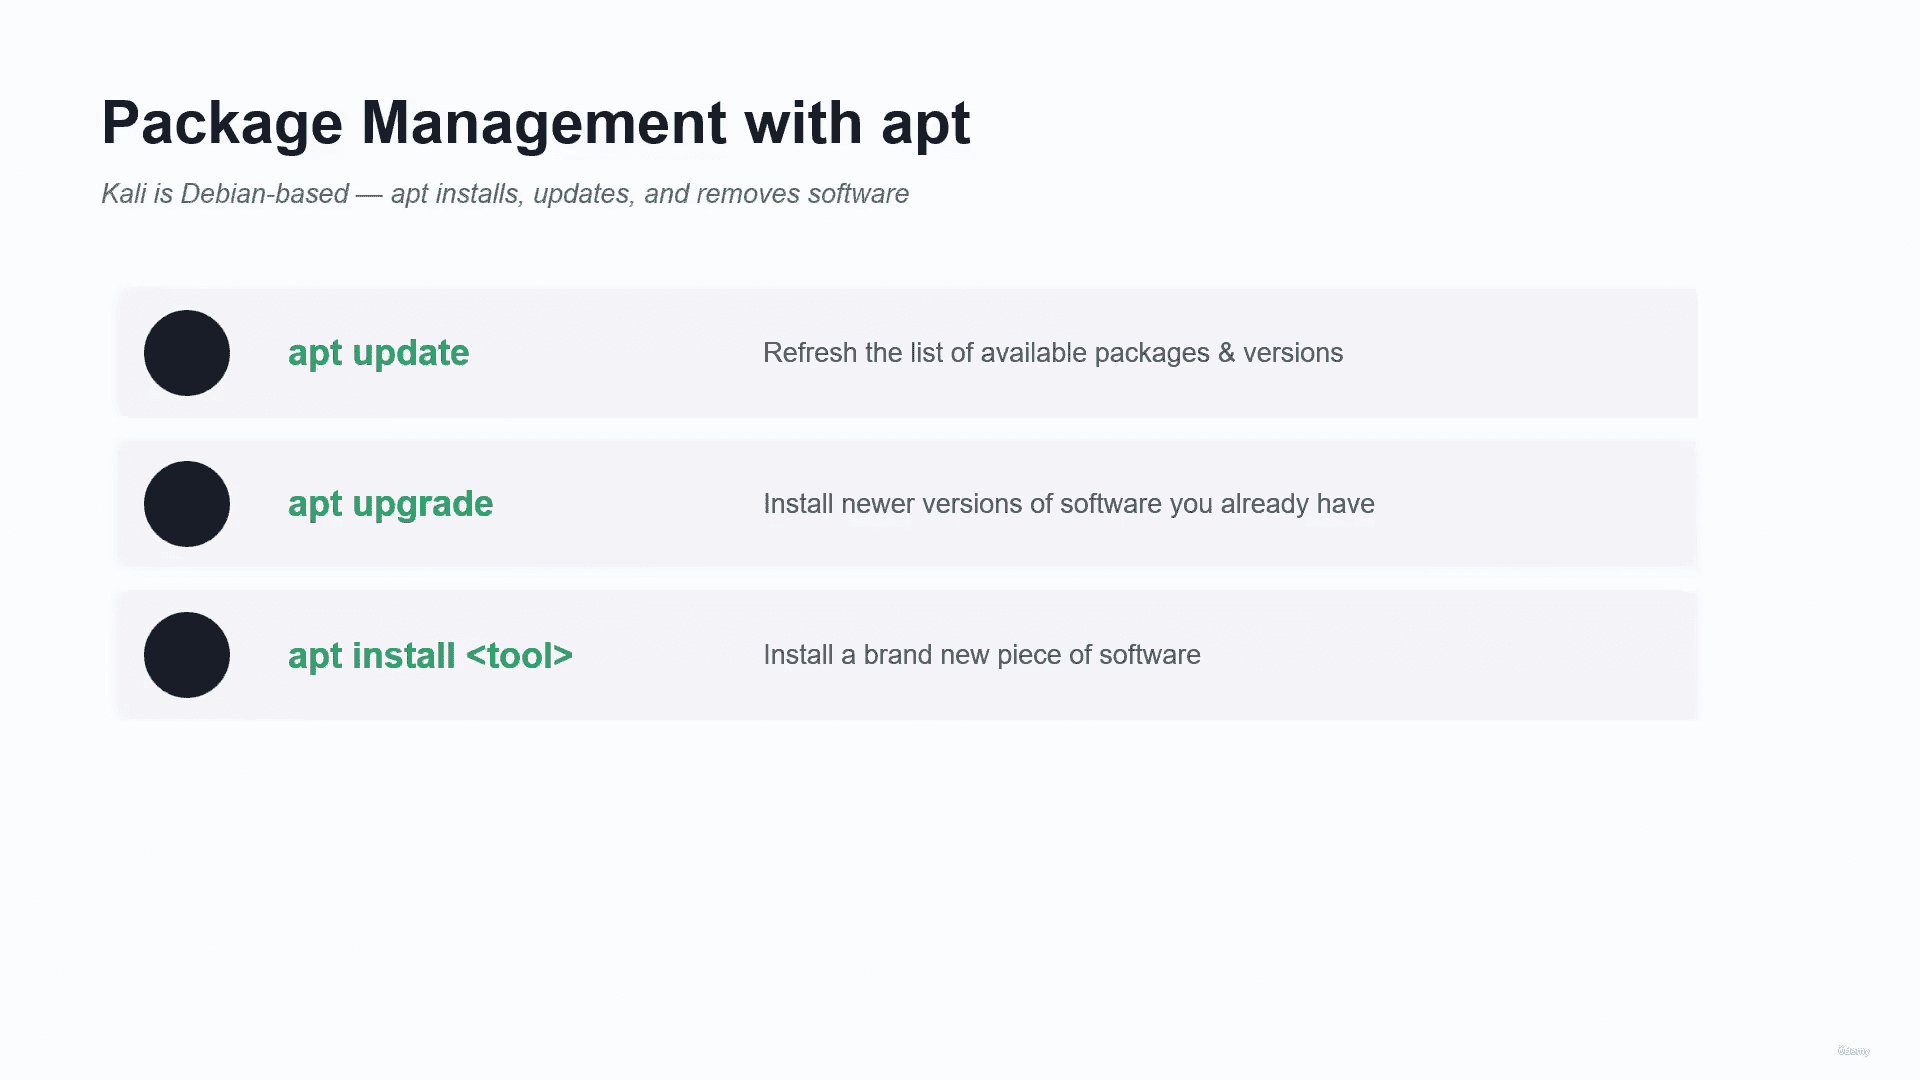 Package Management with apt
Kali is Debian-based — apt installs, updates, and removes software
apt update
Refresh the list of available packages & versions
apt upgrade
Install newer versions of software you already have
apt install <tool>
Install a brand new piece of software
ûdemy